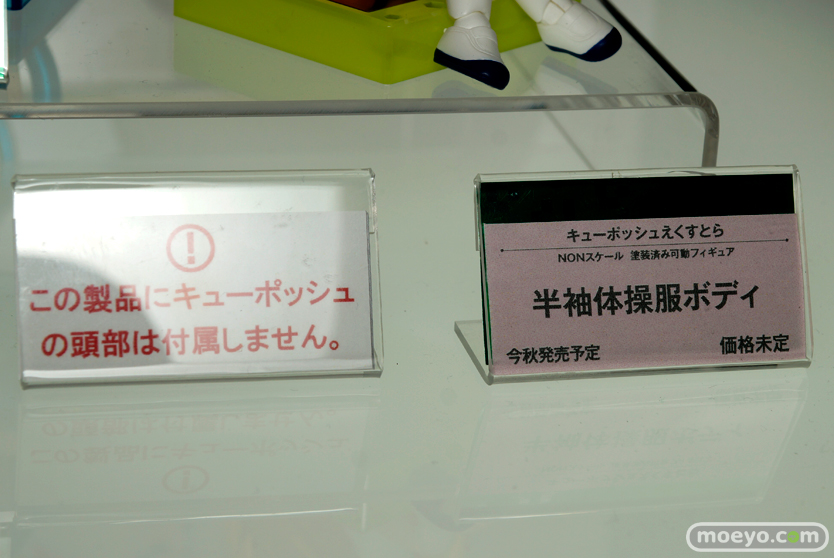 !
この製品にキューポッシュ
の頭部は付属しません。
キューポッシュえくすとら
NONスケール 塗装済み可動フィギュア
半袖体操服ボディ
今秋発売予定 価格未定
moeyo.com